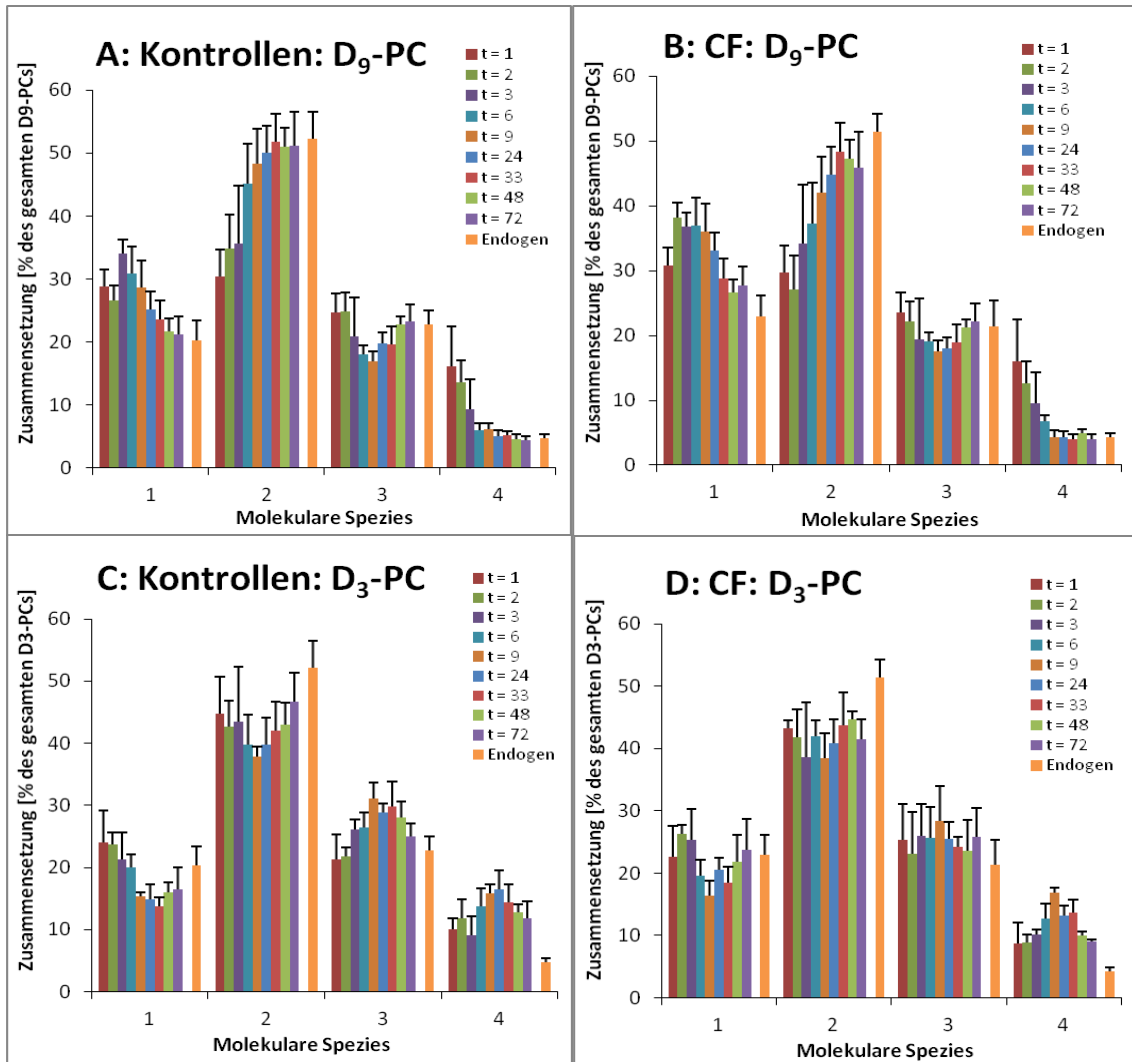 A: Kontrollen: D₉-PC
Zusammensetzung [% des gesamten D9-PCs]
60
50
40
30
20
10
0
1
2
3
4
Molekulare Spezies
t = 1
t = 2
t = 3
t = 6
t = 9
t = 24
t = 33
t = 48
t = 72
Endogen
B: CF: D₉-PC
Zusammensetzung [% des gesamten D9-PCs]
60
50
40
30
20
10
0
1
2
3
4
Molekulare Spezies
t = 1
t = 2
t = 3
t = 6
t = 9
t = 24
t = 33
t = 48
t = 72
Endogen
C: Kontrollen: D₃-PC
Zusammensetzung [% des gesamten D3-PCs]
60
50
40
30
20
10
0
1
2
3
4
Molekulare Spezies
t = 1
t = 2
t = 3
t = 6
t = 9
t = 24
t = 33
t = 48
t = 72
Endogen
D: CF: D₃-PC
Zusammensetzung [% des gesamten D3-PCs]
60
50
40
30
20
10
0
1
2
3
4
Molekulare Spezies
t = 1
t = 2
t = 3
t = 6
t = 9
t = 24
t = 33
t = 48
t = 72
Endogen